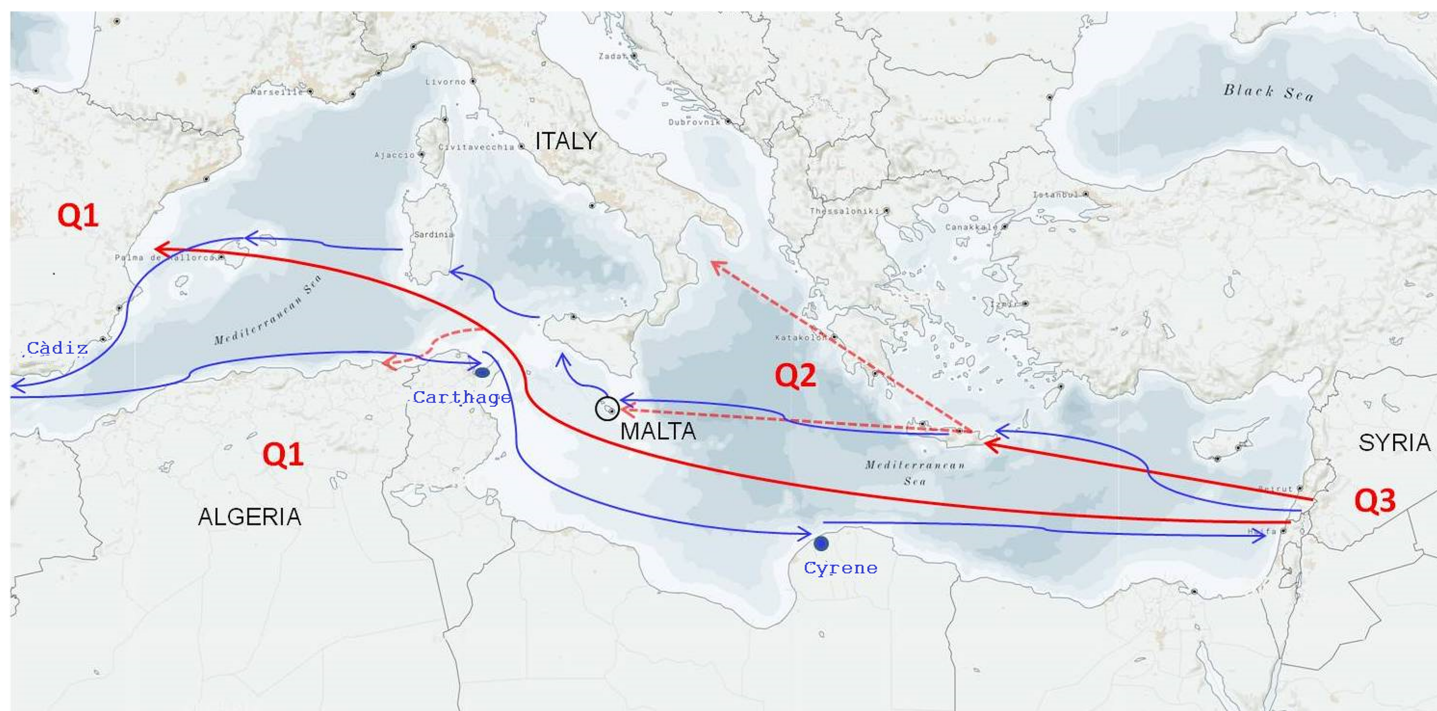 Black Sea
Zadar
Livorno
Marseille
Dubrovnik
ITALY
Civitavecchia
Ajaccio
Istanbul
Thessaloniki
Canakkale
Q1
Sardinia
Palma de Mallorca
Mediterranean Sea
Izmir
Katakolon
Càdiz
Q2
Carthage
MALTA
SYRIA
Q1
Mediterranean
Sea
Beirut
Q3
ALGERIA
Haifa
Cyrene